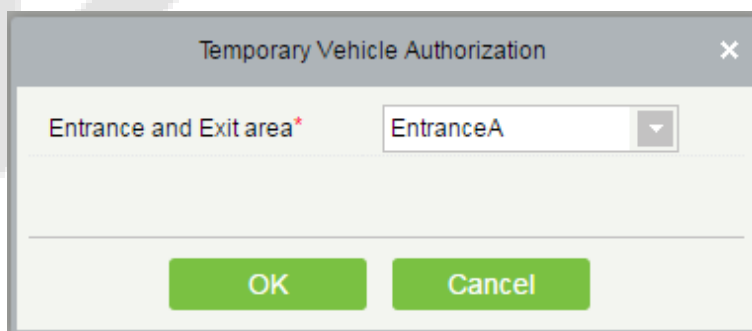 Temporary Vehicle Authorization
Entrance and Exit area* EntranceA
OK Cancel